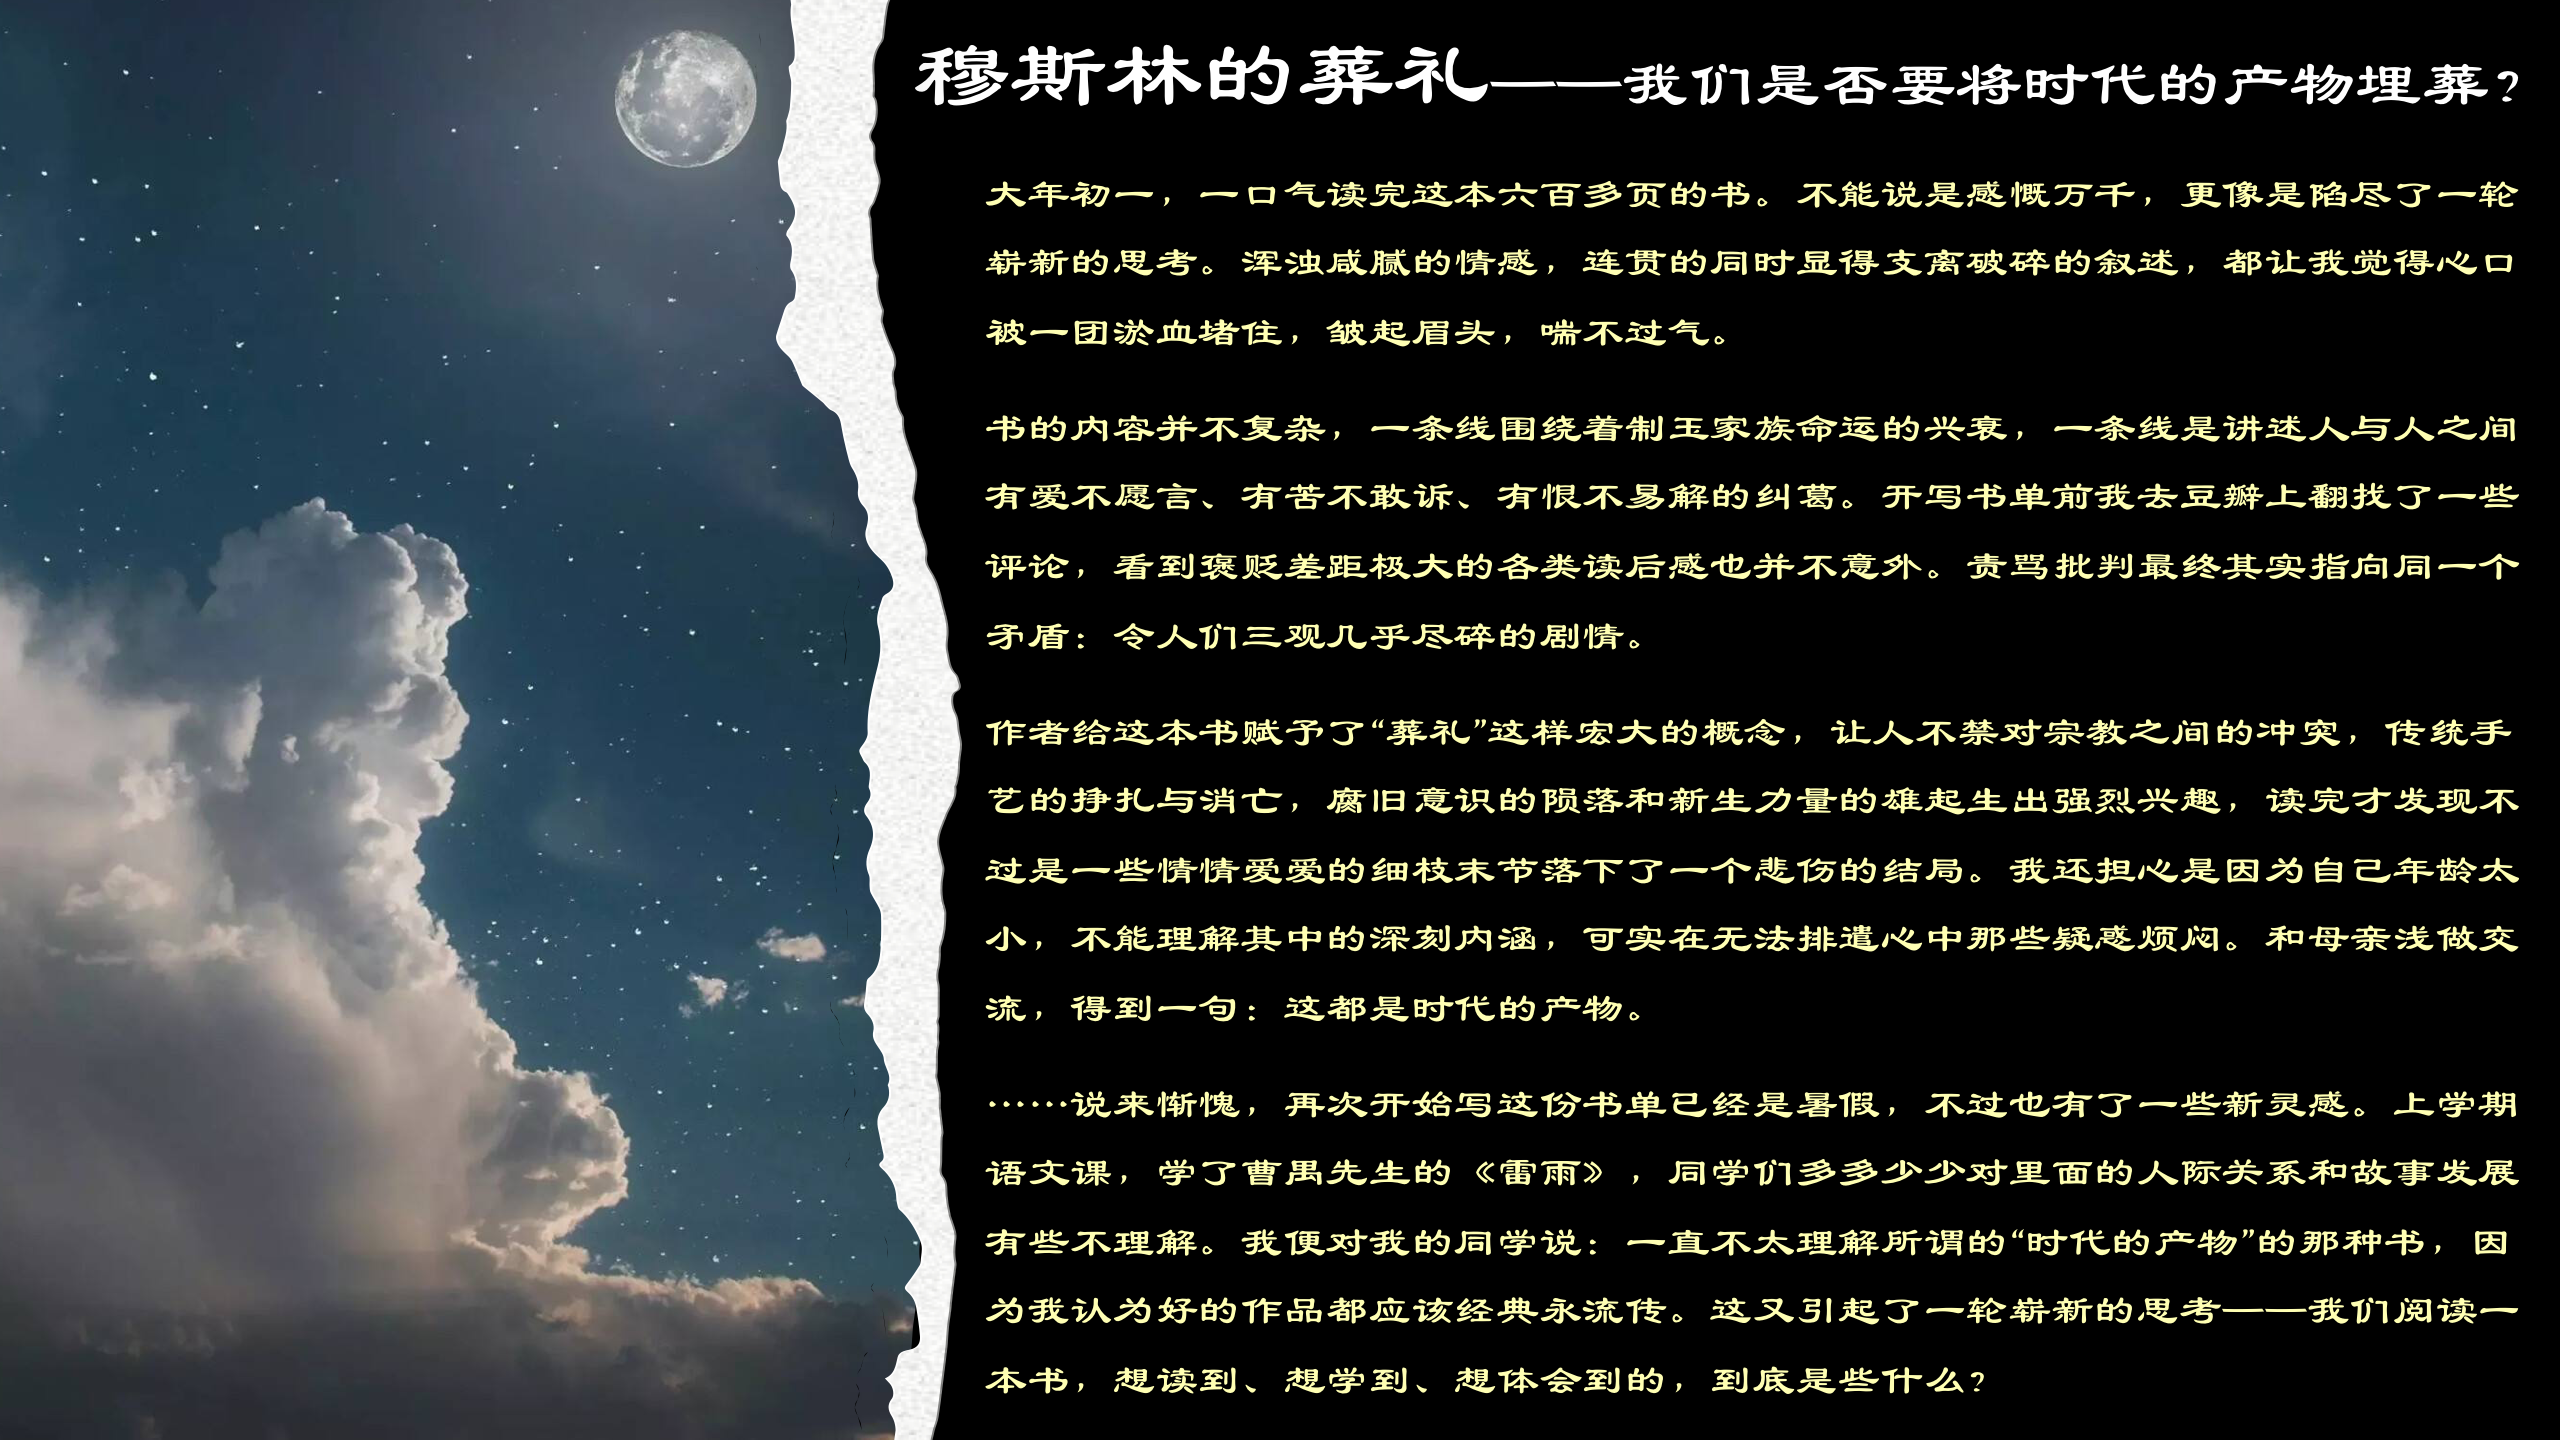 穆斯林的葬礼——我们是否要将时代的产物埋葬？
大年初一，一口气读完这本六百多页的书。不能说是感慨万千，更像是陷尽了一轮
崭新的思考。浑浊咸腻的情感，连贯的同时显得支离破碎的叙述，都让我觉得心口
被一团淤血堵住，皱起眉头，喘不过气。
书的内容并不复杂，一条线围绕着制玉家族命运的兴衰，一条线是讲述人与人之间
有爱不愿言、有苦不敢诉、有恨不易解的纠葛。开写书单前我去豆瓣上翻找了一些
评论，看到褒贬差距极大的各类读后感也并不意外。责骂批判最终其实指向同一个
矛盾：令人们三观几乎尽碎的剧情。
作者给这本书赋予了“葬礼”这样宏大的概念，让人不禁对宗教之间的冲突，传统手
艺的挣扎与消亡，腐旧意识的陨落和新生力量的雄起生出强烈兴趣，读完才发现不
过是一些情情爱爱的细枝末节落下了一个悲伤的结局。我还担心是因为自己年龄太
小，不能理解其中的深刻内涵，可实在无法排遣心中那些疑惑烦闷。和母亲浅做交
流，得到一句：这都是时代的产物。
……说来惭愧，再次开始写这份书单已经是暑假，不过也有了一些新灵感。上学期
语文课，学了曹禺先生的《雷雨》，同学们多多少少对里面的人际关系和故事发展
有些不理解。我便对我的同学说：一直不太理解所谓的“时代的产物”的那种书，因
为我认为好的作品都应该经典永流传。这又引起了一轮崭新的思考——我们阅读一
本书，想读到、想学到、想体会到的，到底是些什么？